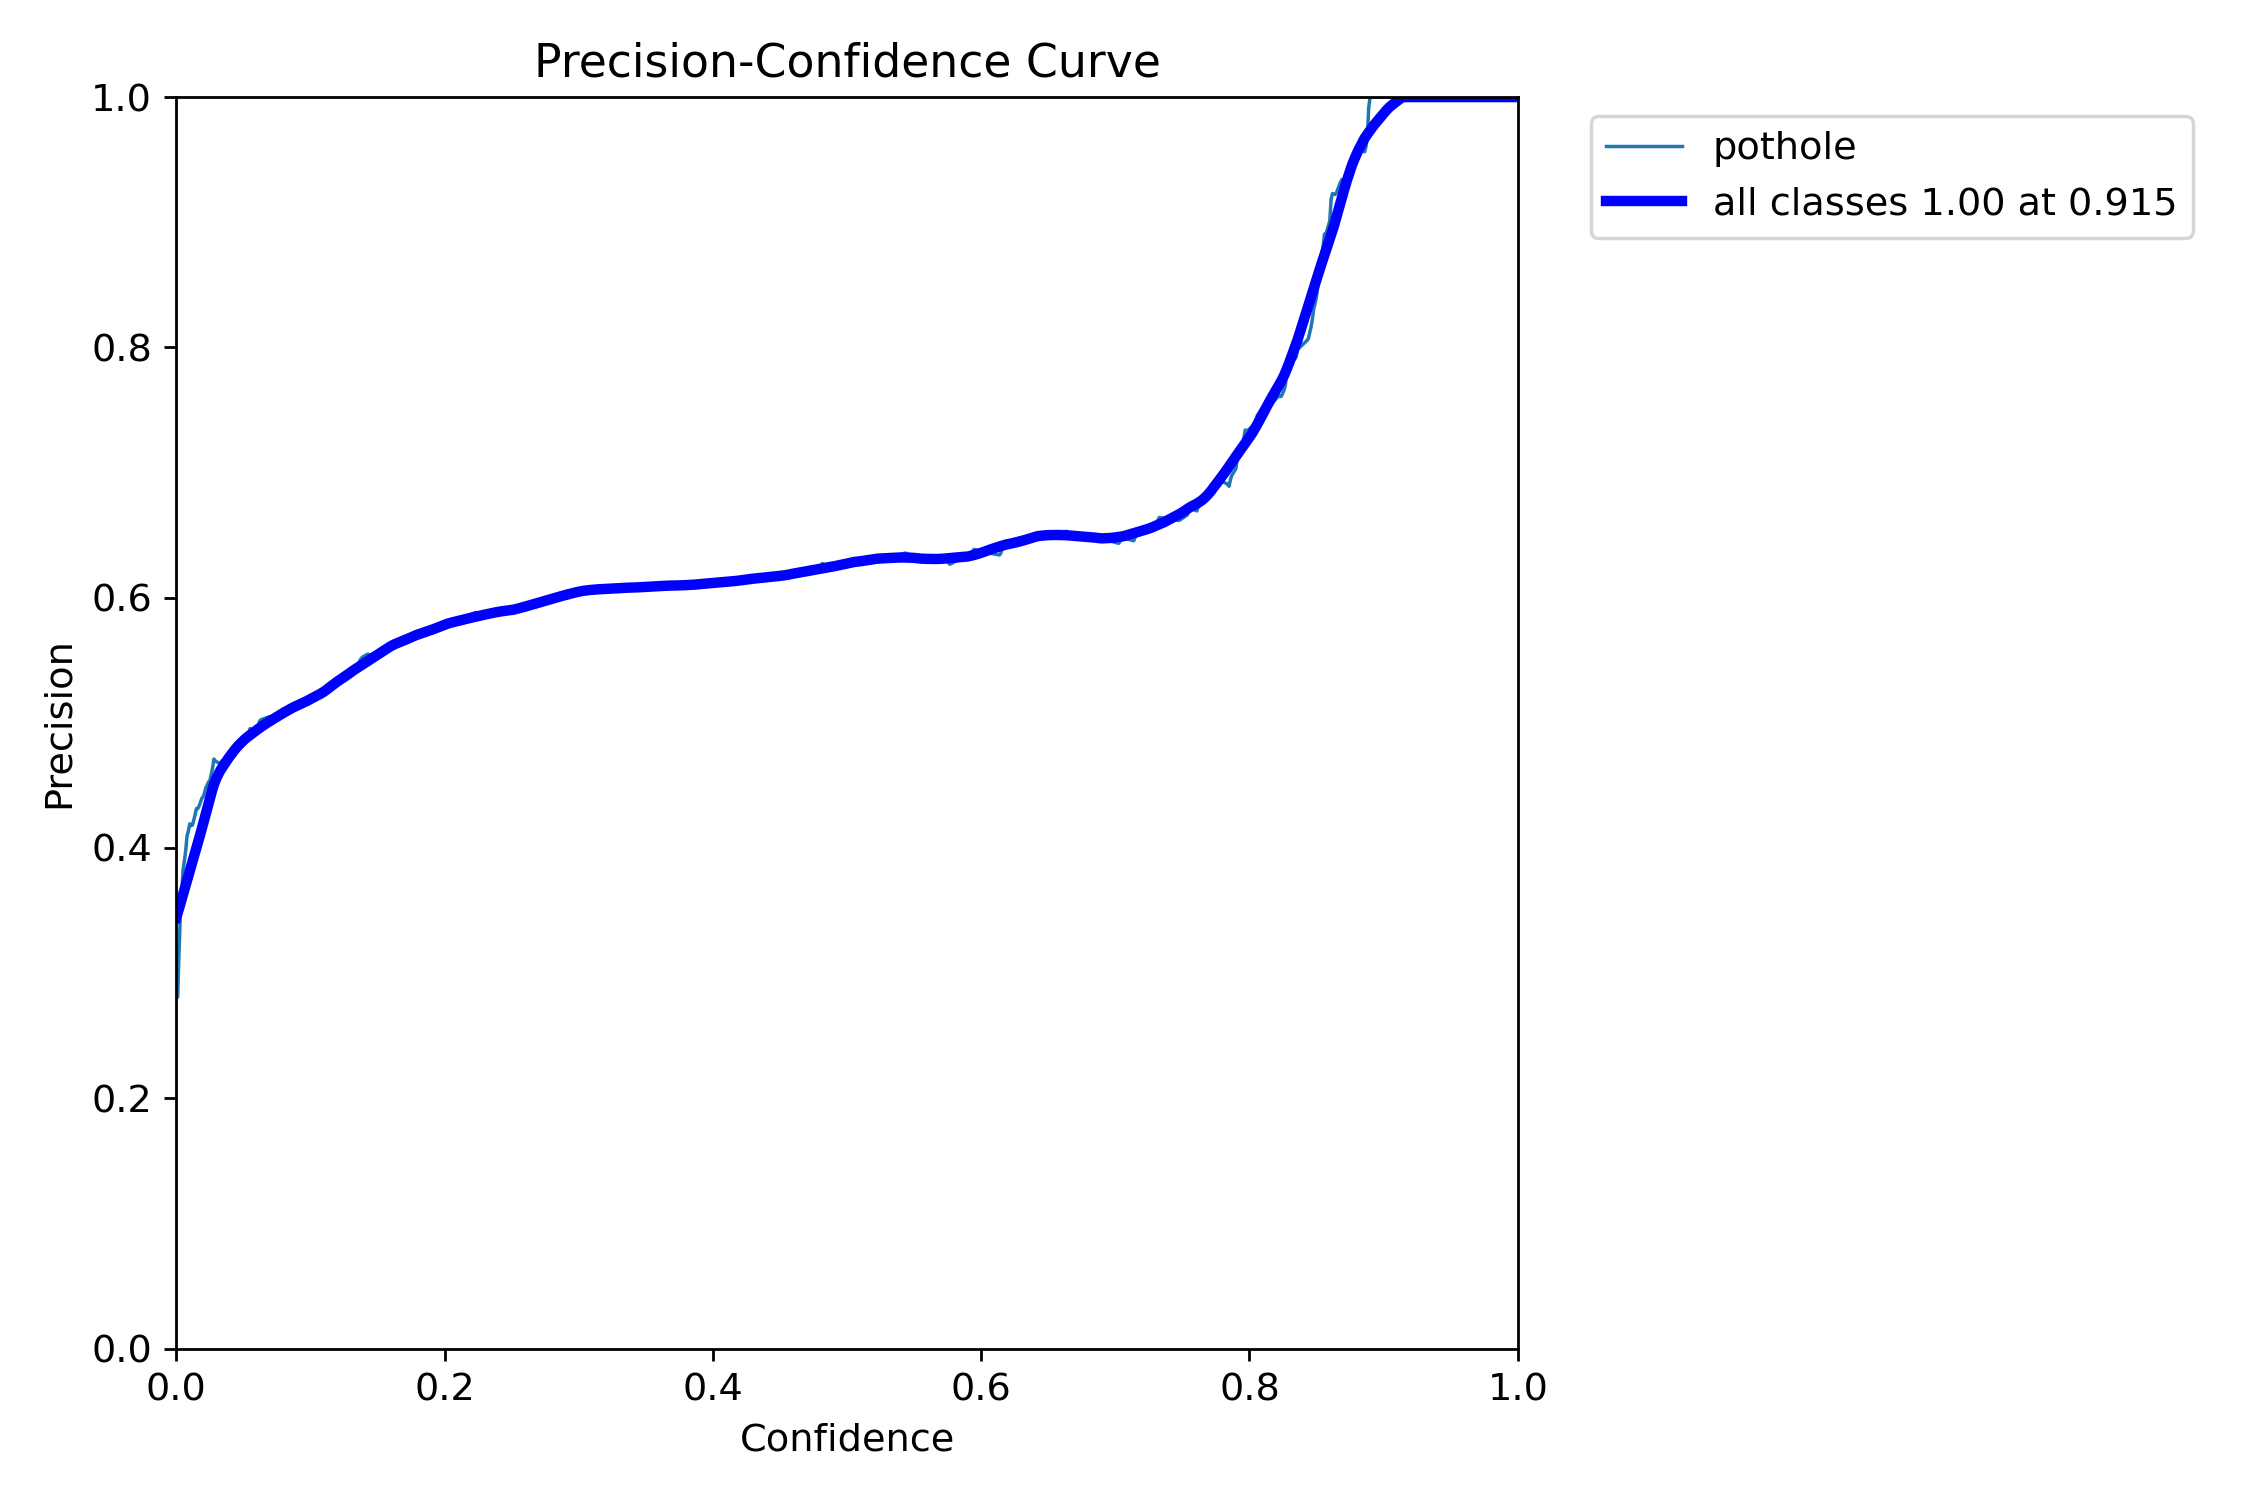 Precision-Confidence Curve
pothole
all classes 1.00 at 0.915
Precision
1.0
0.8
0.6
0.4
0.2
0.0
0.0 0.2 0.4 0.6 0.8 1.0
Confidence